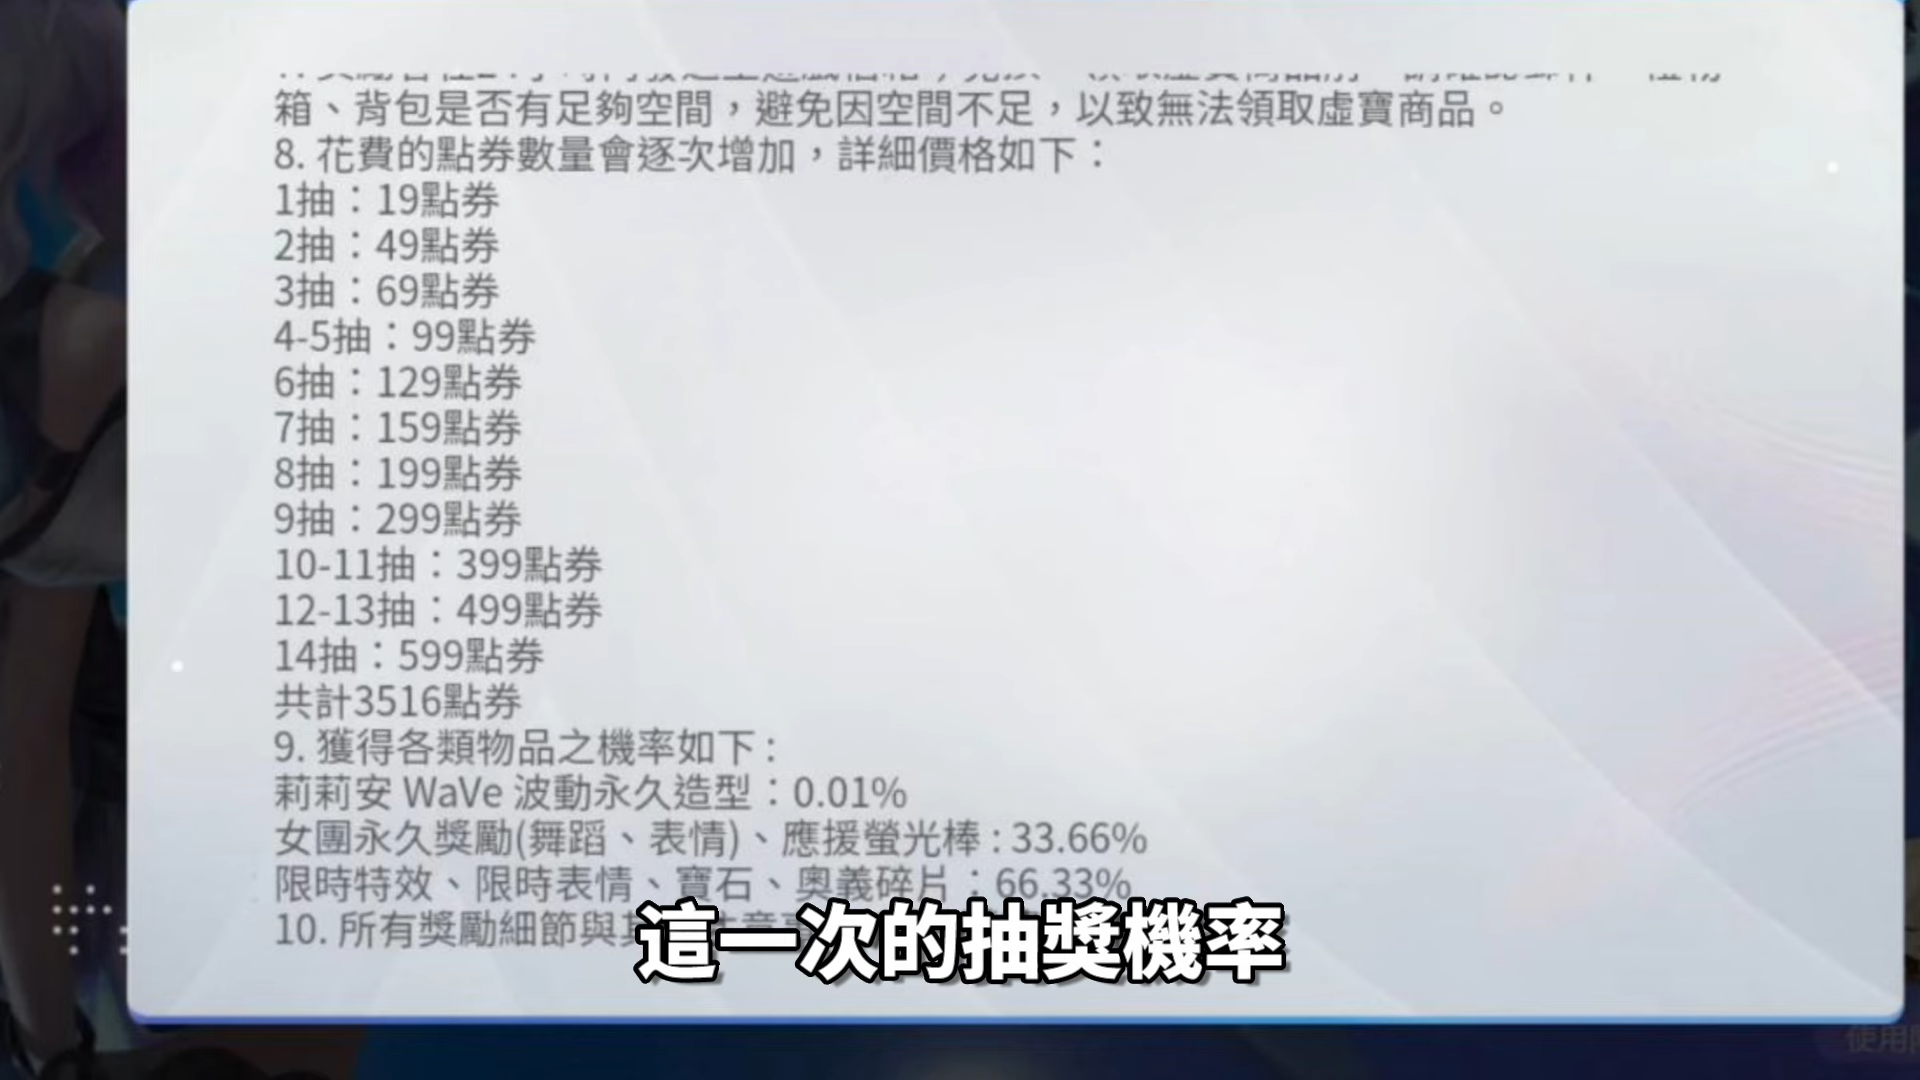 箱、背包是否有足夠空間，避免因空間不足，以致無法領取虛寶商品。
8. 花費的點券數量會逐次增加，詳細價格如下：
1抽：19點券
2抽：49點券
3抽：69點券
4-5抽：99點券
6抽：129點券
7抽：159點券
8抽：199點券
9抽：299點券
10-11抽：399點券
12-13抽：499點券
14抽：599點券
共計3516點券
9. 獲得各類物品之機率如下 :
莉莉安 WaVe 波動永久造型：0.01%
女團永久獎勵(舞蹈、表情)、應援螢光棒 : 33.66%
限時特效、限時表情、寶石、奧義碎片：66.33%
10. 所有獎勵細節與其
這一次的抽獎機率
使用